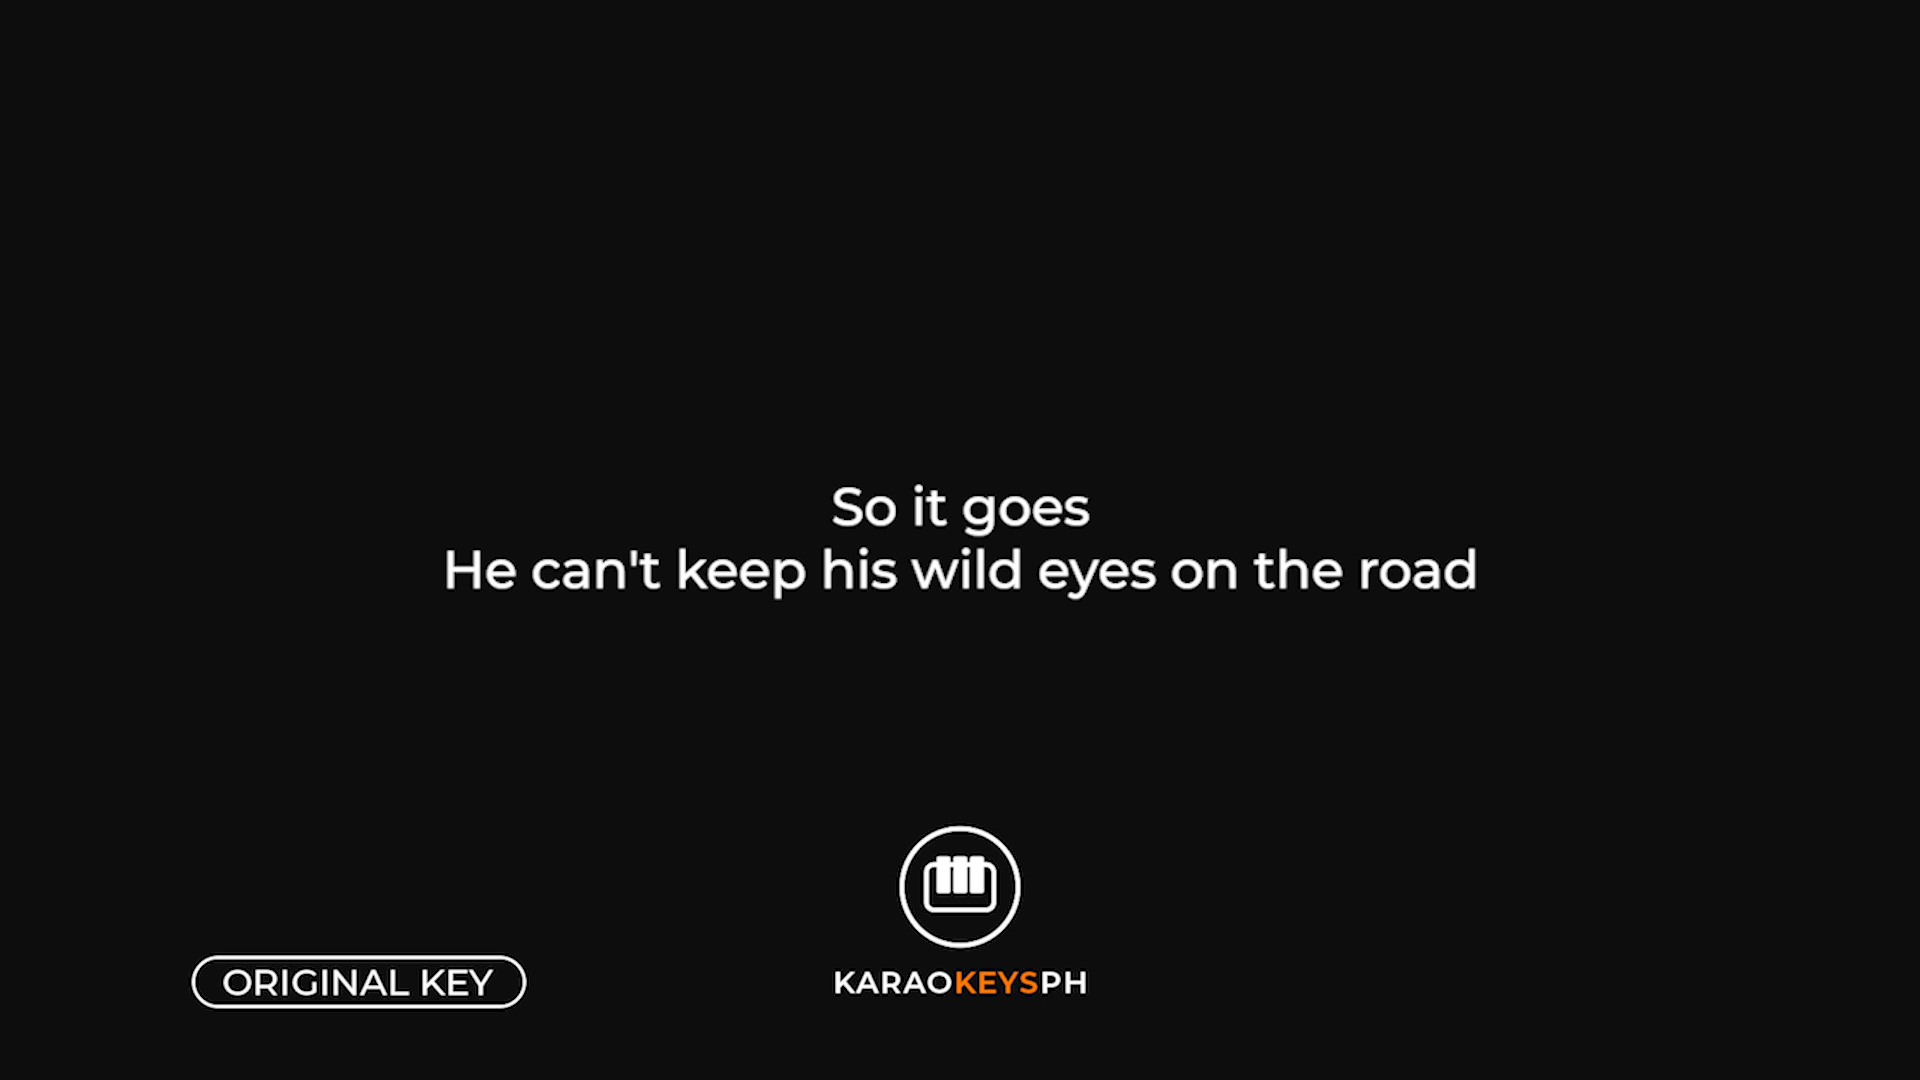 So it goes
He can't keep his wild eyes on the road
ORIGINAL KEY
KARAOKEYSPH